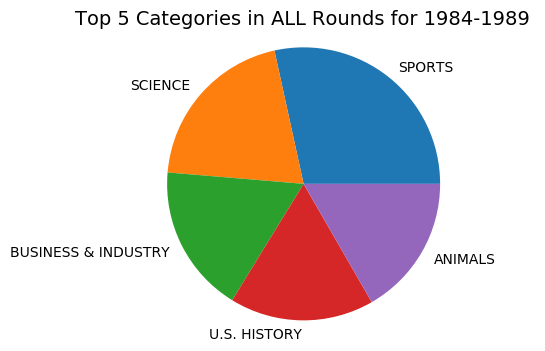 Top 5 Categories in ALL Rounds for 1984-1989
SPORTS
SCIENCE
BUSINESS & INDUSTRY
ANIMALS
U.S. HISTORY